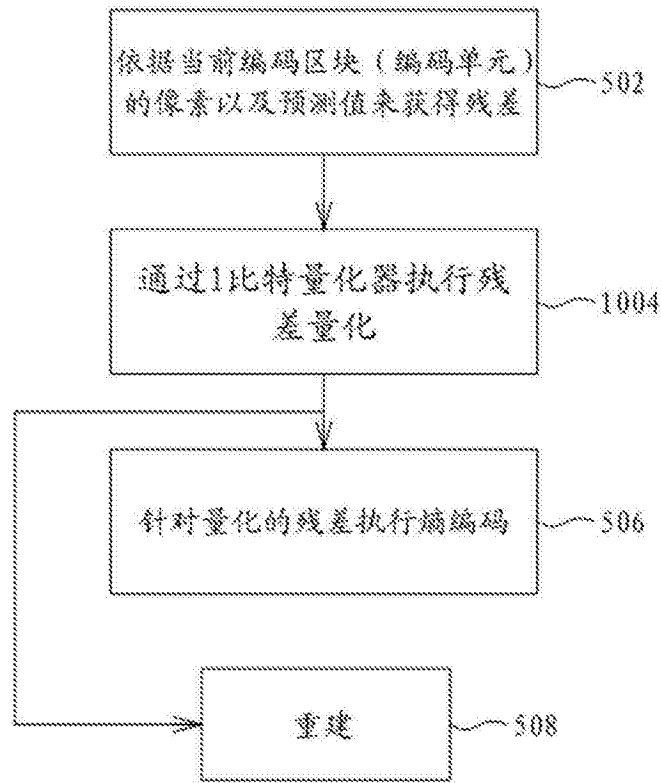 依据当前编码区块（编码单元）
的像素以及预测值来获得残差
502
通过1比特量化器执行残
差量化
1004
针对量化的残差执行熵编码
506
重建
508